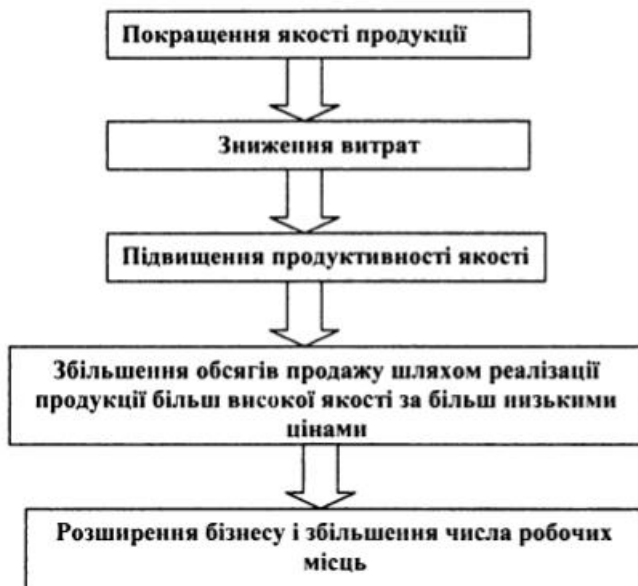 Покращення якості продукції
Зниження витрат
Підвищення продуктивності якості
Збільшення обсягів продажу шляхом реалізації
продукції більш високої якості за більш низькими
цінами
Розширення бізнесу і збільшення числа робочих
місць